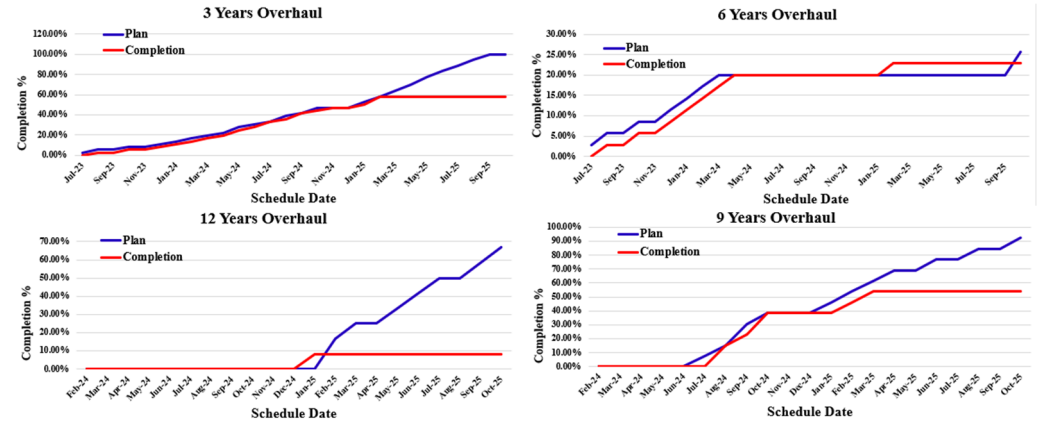 3 Years Overhaul
Plan
Completion
Completion %
120.00%
100.00%
80.00%
60.00%
40.00%
20.00%
0.00%
Jul-23 Sep-23 Nov-23 Jan-24 Mar-24 May-24 Jul-24 Sep-24 Nov-24 Jan-25 Mar-25 May-25 Jul-25 Sep-25
Schedule Date
6 Years Overhaul
Plan
Completion
Completetion %
30.00%
25.00%
20.00%
15.00%
10.00%
5.00%
0.00%
Jul-23 Sep-23 Nov-23 Jan-24 Mar-24 May-24 Jul-24 Sep-24 Nov-24 Jan-25 Mar-25 May-25 Jul-25 Sep-25
Schedule Date
12 Years Overhaul
Plan
Completion
Completion %
70.00%
60.00%
50.00%
40.00%
30.00%
20.00%
10.00%
0.00%
Feb-24 Mar-24 Apr-24 May-24 Jun-24 Jul-24 Aug-24 Sep-24 Oct-24 Nov-24 Dec-24 Jan-25 Feb-25 Mar-25 Apr-25 May-25 Jun-25 Jul-25 Aug-25 Sep-25 Oct-25
Schedule Date
9 Years Overhaul
Plan
Completion
Completion %
100.00%
90.00%
80.00%
70.00%
60.00%
50.00%
40.00%
30.00%
20.00%
10.00%
0.00%
Feb-24 Mar-24 Apr-24 May-24 Jun-24 Jul-24 Aug-24 Sep-24 Oct-24 Nov-24 Dec-24 Jan-25 Feb-25 Mar-25 Apr-25 May-25 Jun-25 Jul-25 Aug-25 Sep-25 Oct-25
Schedule Date